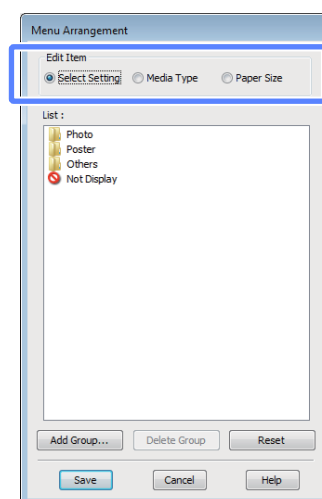 Menu Arrangement
Edit Item
Select Setting Media Type Paper Size
List :
Photo
Poster
Others
Not Display
Add Group... Delete Group Reset
Save Cancel Help